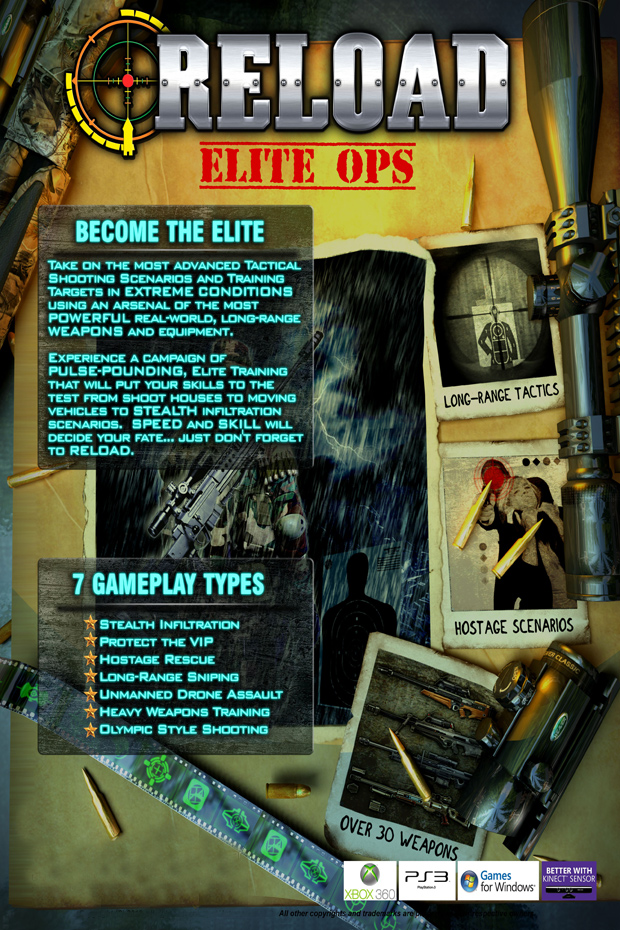 RELOAD
ELITE OPS
BECOME THE ELITE
TAKE ON THE MOST ADVANCED TACTICAL
SHOOTING SCENARIOS AND TRAINING
TARGETS IN EXTREME CONDITIONS
USING AN ARSENAL OF THE MOST
POWERFUL REAL-WORLD, LONG-RANGE
WEAPONS AND EQUIPMENT.
EXPERIENCE A CAMPAIGN OF
PULSE-POUNDING, ELITE TRAINING
THAT WILL PUT YOUR SKILLS TO THE
TEST FROM SHOOT HOUSES TO MOVING
VEHICLES TO STEALTH INFILTRATION
SCENARIOS. SPEED AND SKILL WILL
DECIDE YOUR FATE... JUST DON'T FORGET
TO RELOAD.
LONG-RANGE TACTICS
HOSTAGE SCENARIOS
7 GAMEPLAY TYPES
STEALTH INFILTRATION
PROTECT THE VIP
HOSTAGE RESCUE
LONG-RANGE SNIPING
UNMANNED DRONE ASSAULT
HEAVY WEAPONS TRAINING
OLYMPIC STYLE SHOOTING
CLASSIC
OVER 30 WEAPONS
XBOX 360
PS3
PlayStation 3
Games
for Windows
BETTER WITH
KINECT SENSOR
All other copyrights and trademarks are